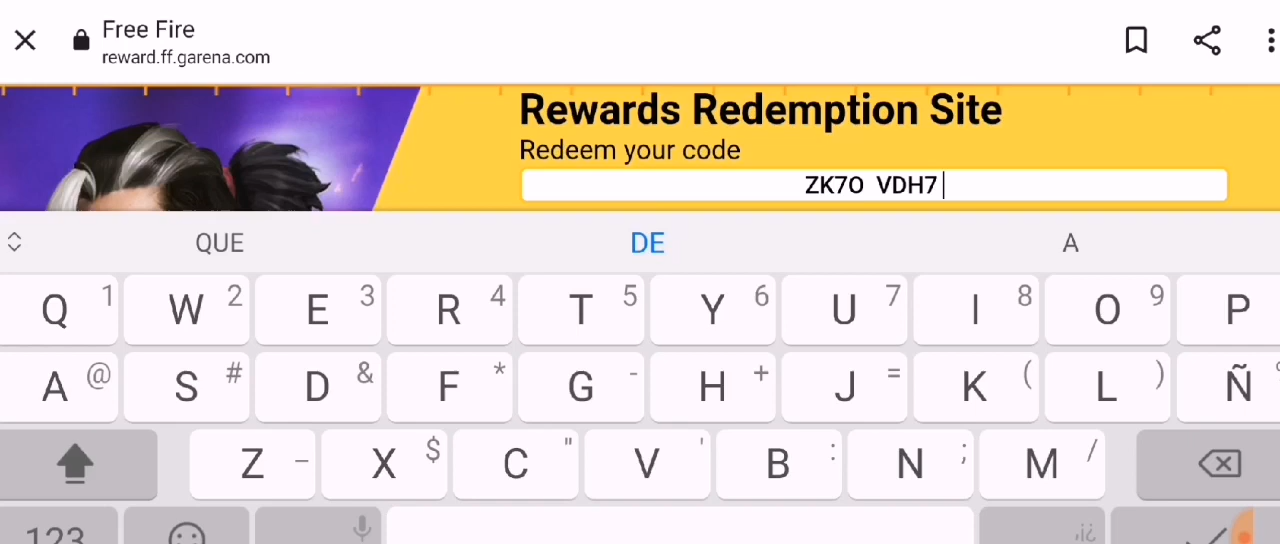 Free Fire
reward.ff.garena.com
Rewards Redemption Site
Redeem your code
ZK7O VDH7
QUE DE A
Q 1 W 2 E 3 R 4 T 5 Y 6 U 7 I 8 O 9 P
A @ S # D & F * G - H + J = K ( L ) Ñ
Z _ X $ C " V ' B : N ; M /
123 ,¡¿